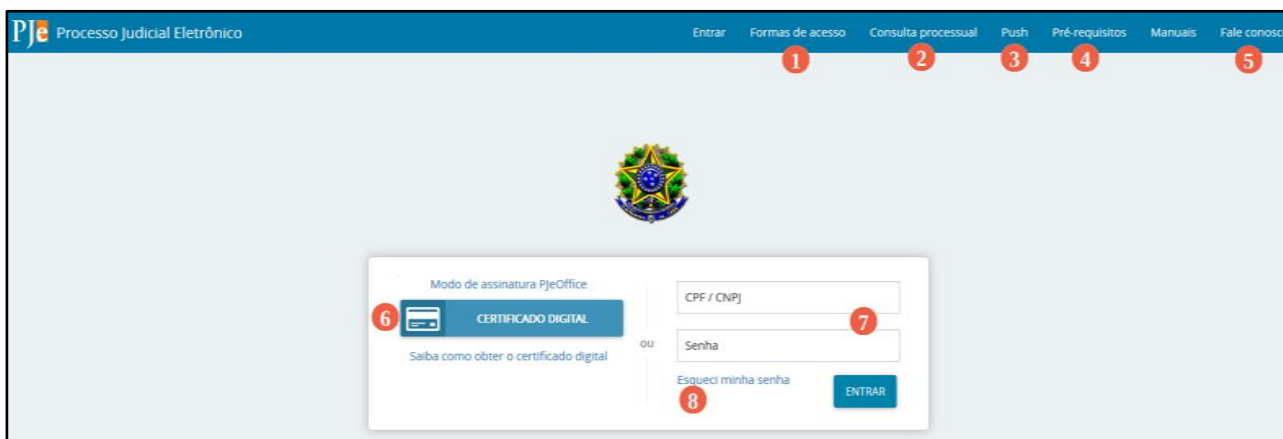 PJe Processo Judicial Eletrônico Entrar Formas de acesso Consulta processual Push Pré-requisitos Manuais Fale conosc
1 2 3 4 5
Modo de assinatura PJeOffice
6 CERTIFICADO DIGITAL
Saiba como obter o certificado digital
ou
CPF / CNPJ
7
Senha
Esqueci minha senha
8
ENTRAR